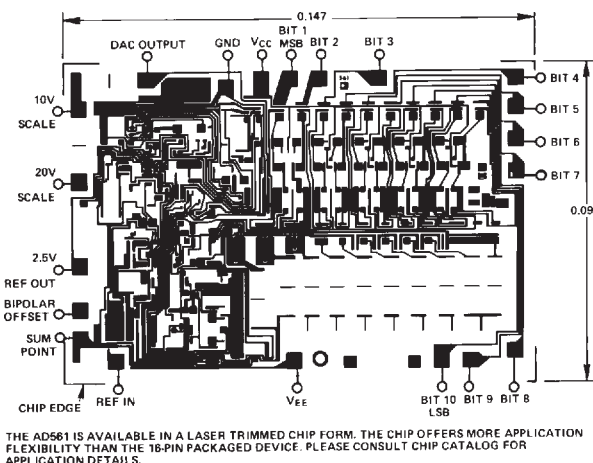 0.147
BIT 1
DAC OUTPUT GND VCC MSB BIT 2 BIT 3
BIT 4
10V
SCALE
BIT 5
BIT 6
20V
SCALE
BIT 7
0.09
2.5V
REF OUT
BIPOLAR
OFFSET
SUM
POINT
CHIP EDGE REF IN VEE BIT 10 BIT 9 BIT 8
LSB
THE AD561 IS AVAILABLE IN A LASER TRIMMED CHIP FORM. THE CHIP OFFERS MORE APPLICATION
FLEXIBILITY THAN THE 16-PIN PACKAGED DEVICE. PLEASE CONSULT CHIP CATALOG FOR
APPLICATION DETAILS.